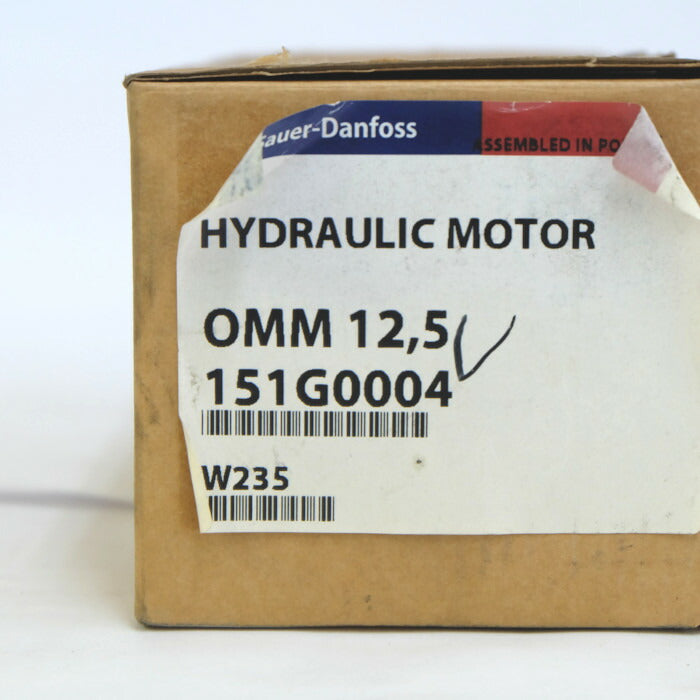 auer-Danfoss
ASSEMBLED IN PO
HYDRAULIC MOTOR
OMM 12,5
151G0004
W235